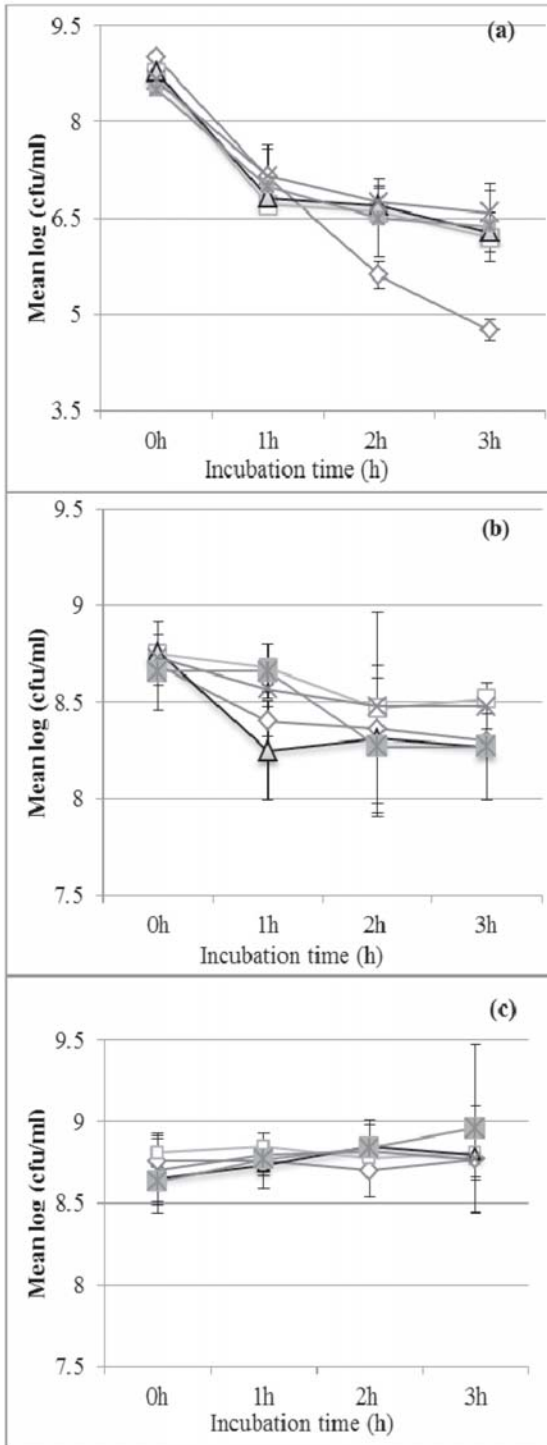 (a)
9.5
8
6.5
5
3.5
Mean log (cfu/ml)
0h 1h 2h 3h
Incubation time (h)
(b)
9.5
9
8.5
8
7.5
Mean log (cfu/ml)
0h 1h 2h 3h
Incubation time (h)
(c)
9.5
9
8.5
8
7.5
Mean log (cfu/ml)
0h 1h 2h 3h
Incubation time (h)